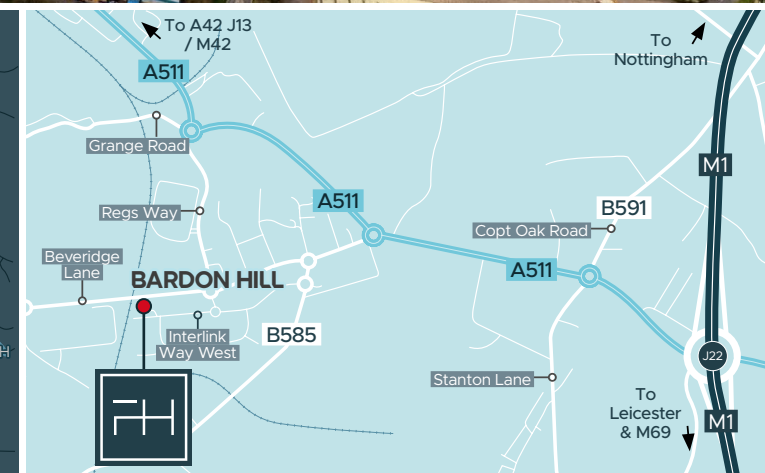 To A42 J13
/ M42
To
Nottingham
A511
Grange Road
M1
A511
B591
Regs Way
Copt Oak Road
Beveridge
Lane
A511
BARDON HILL
Interlink
Way West
B585
J22
Stanton Lane
To
Leicester
& M69
M1
H